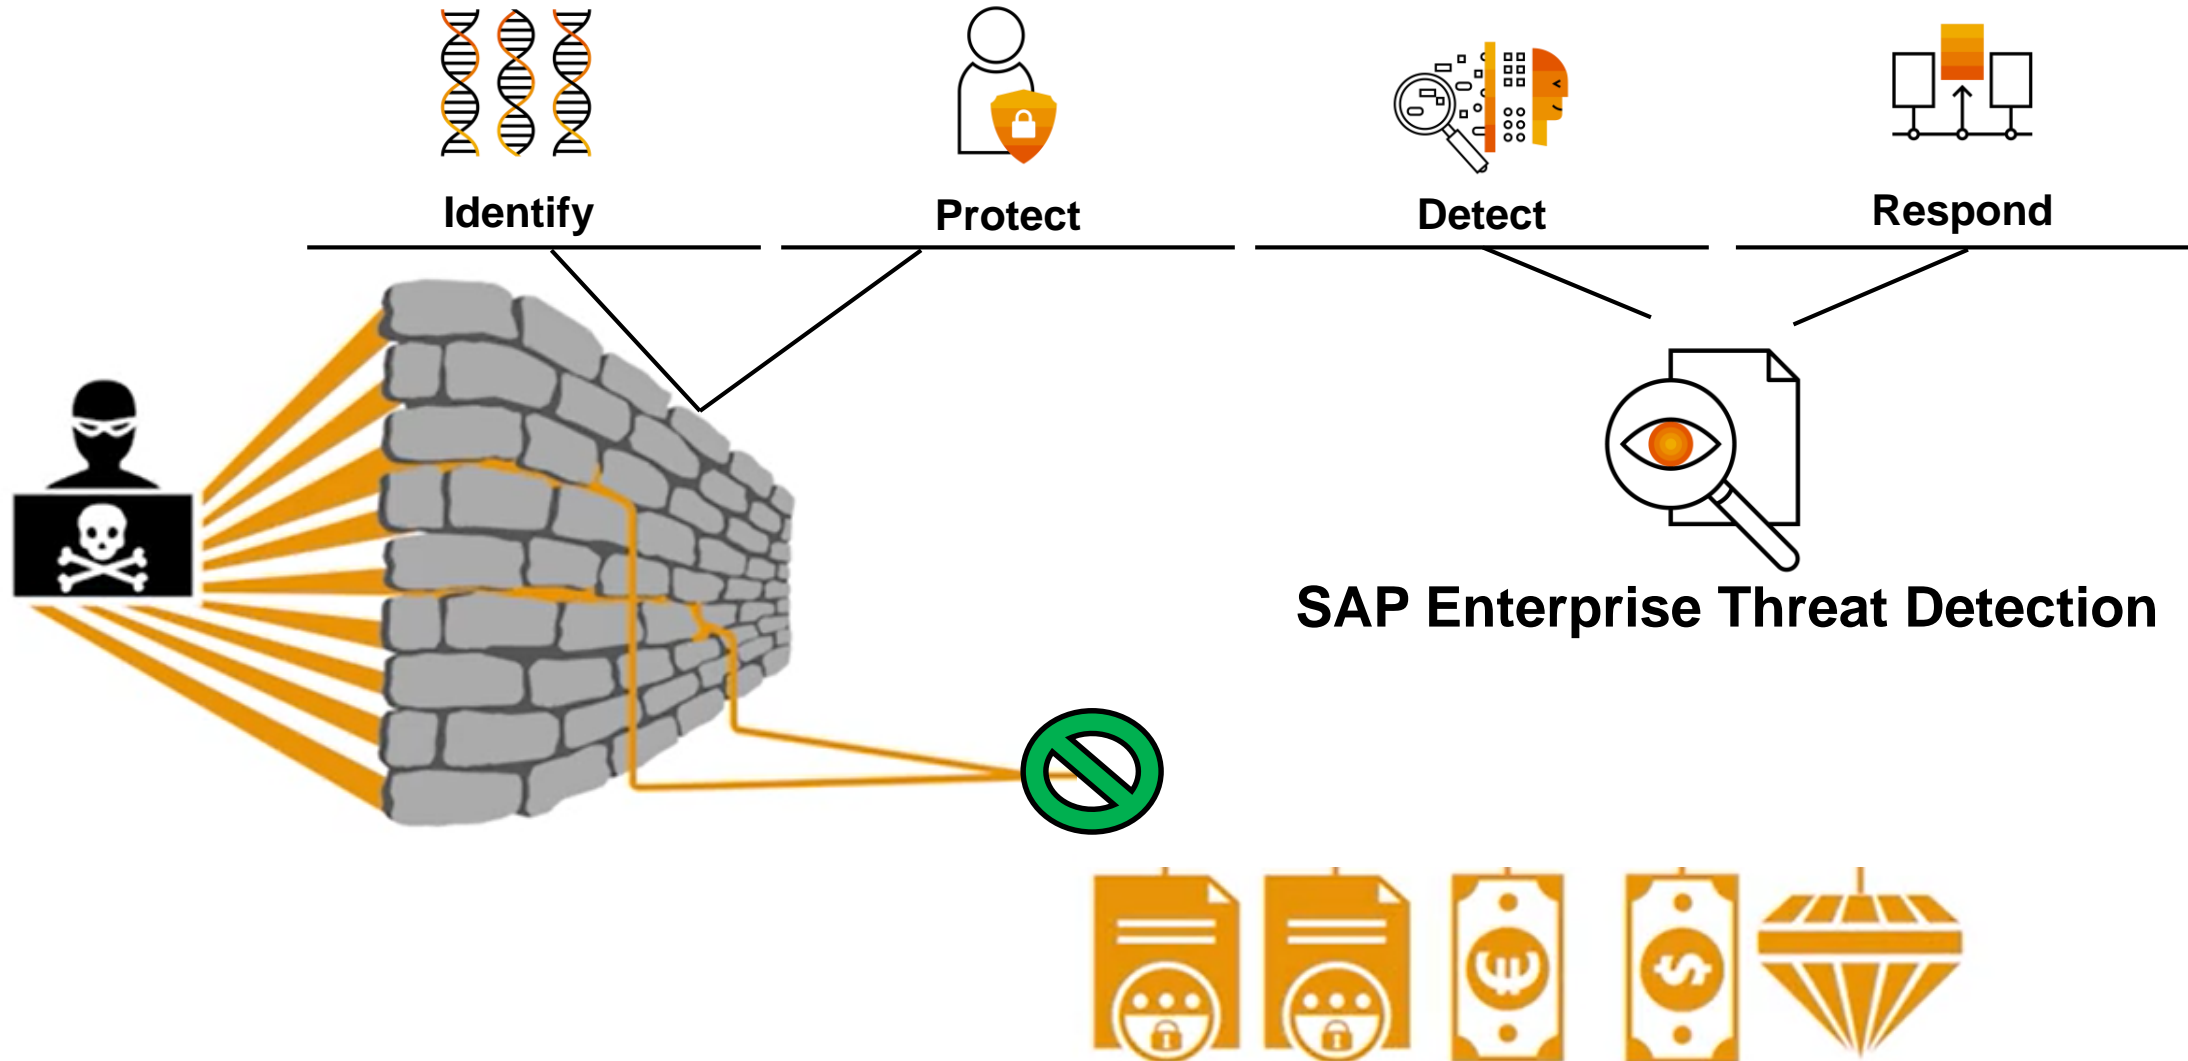 Identify
Protect
Detect
Respond
SAP Enterprise Threat Detection
€
$